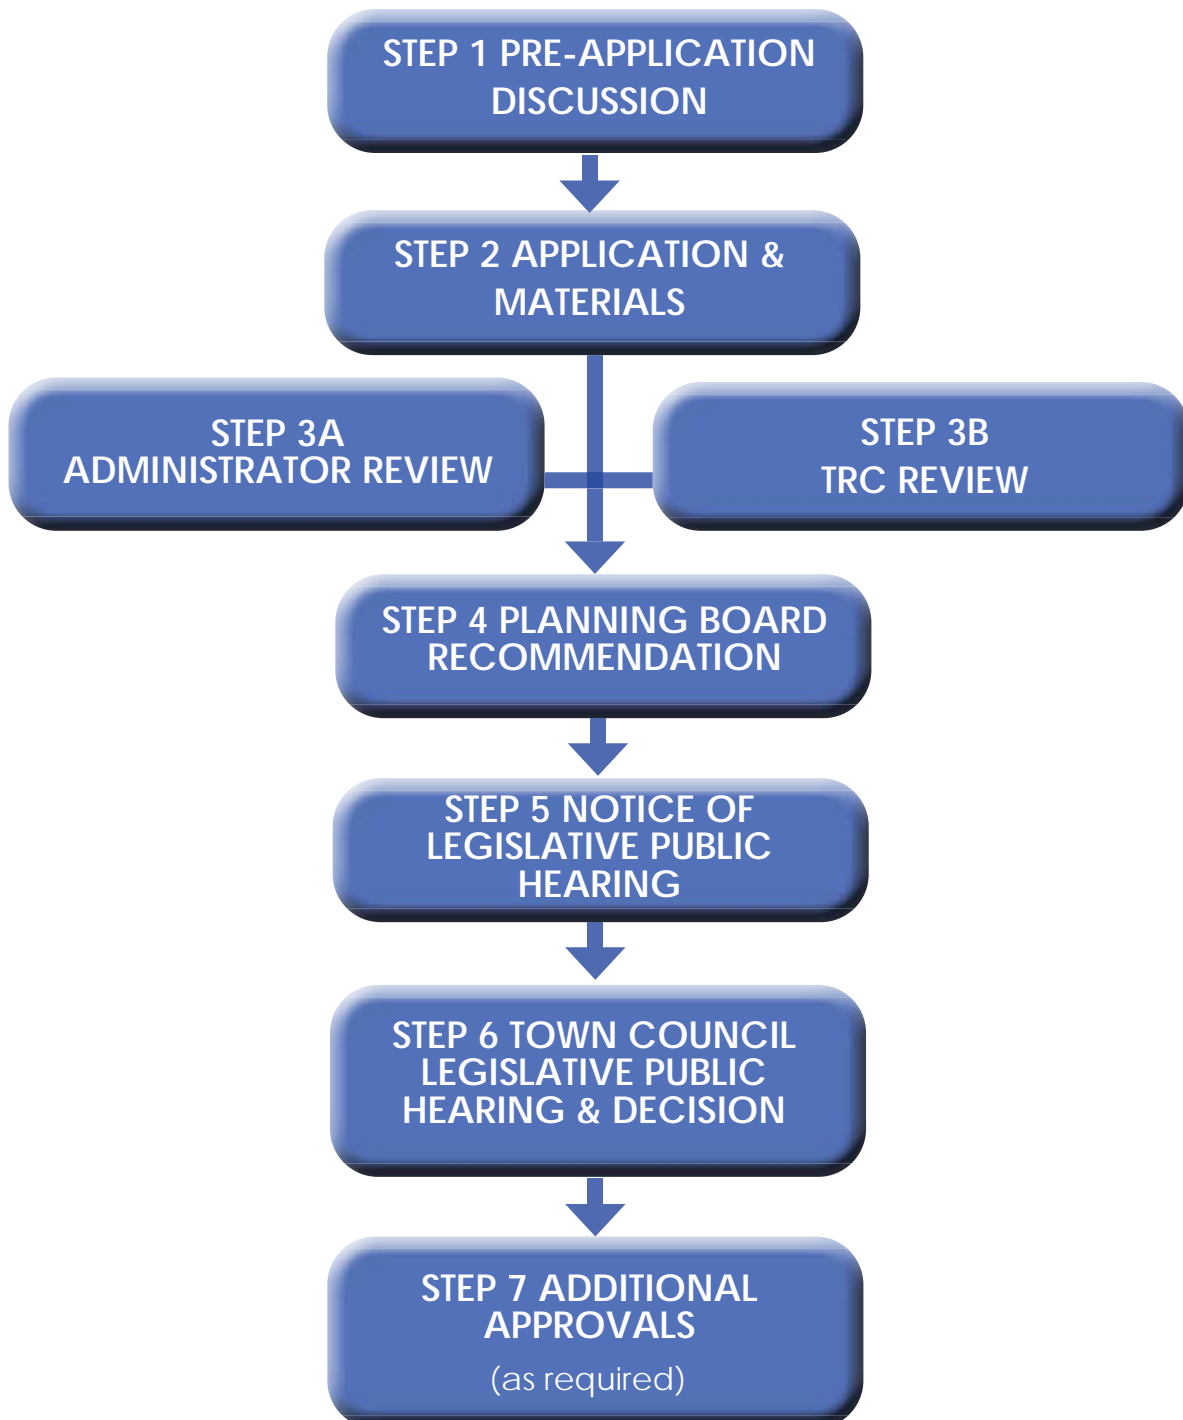 STEP 1 PRE-APPLICATION
DISCUSSION
STEP 2 APPLICATION &
MATERIALS
STEP 3A
ADMINISTRATOR REVIEW
STEP 3B
TRC REVIEW
STEP 4 PLANNING BOARD
RECOMMENDATION
STEP 5 NOTICE OF
LEGISLATIVE PUBLIC
HEARING
STEP 6 TOWN COUNCIL
LEGISLATIVE PUBLIC
HEARING & DECISION
STEP 7 ADDITIONAL
APPROVALS
(as required)